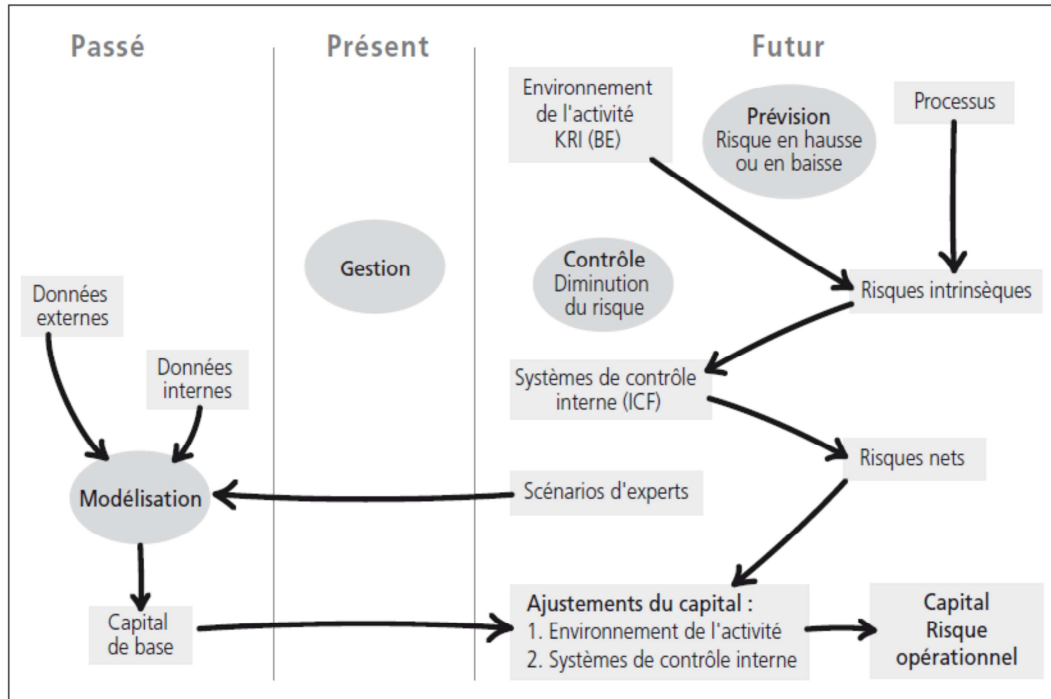 Passé
Présent
Futur
Environnement
de l'activité
KRI (BE)
Prévision
Risque en hausse
ou en baisse
Processus
Gestion
Contrôle
Diminution
du risque
Risques intrinsèques
Données
externes
Données
internes
Systèmes de contrôle
interne (ICF)
Risques nets
Modélisation
Scénarios d'experts
Capital
de base
Ajustements du capital :
1. Environnement de l'activité
2. Systèmes de contrôle interne
Capital
Risque
opérationnel